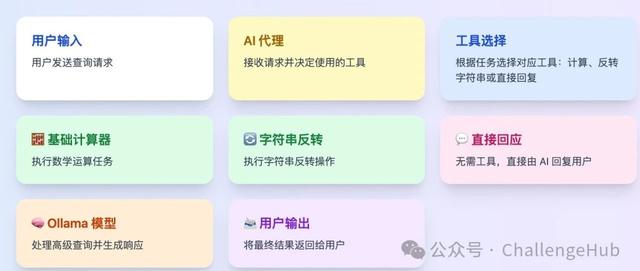 用户输入
用户发送查询请求
AI 代理
接收请求并决定使用的工具
工具选择
根据任务选择对应工具：计算、反转
字符串或直接回复
基础计算器
执行数学运算任务
字符串反转
执行字符串反转操作
直接回应
无需工具，直接由 AI 回复用户
Ollama 模型
处理高级查询并生成响应
用户输出
将最终结果返回给用户
公众号 · ChallengeHub